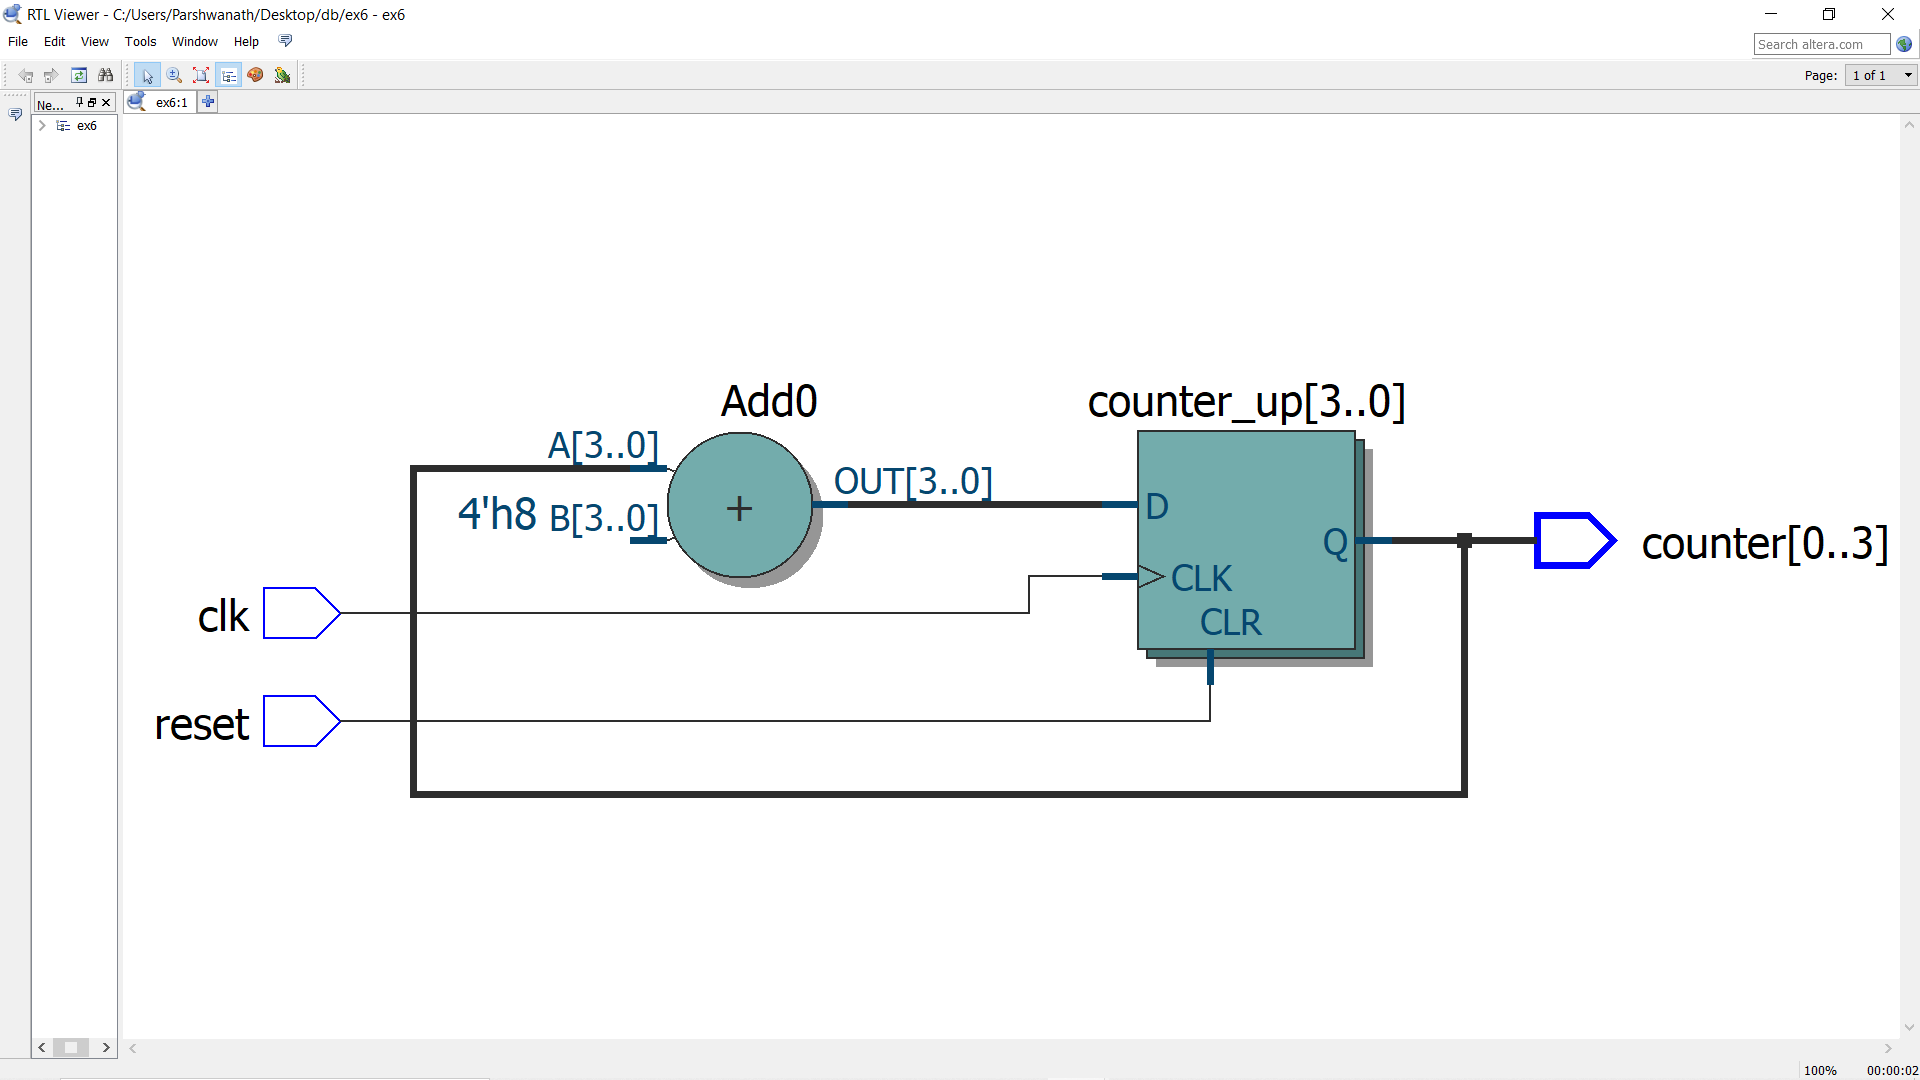 RTL Viewer - C:/Users/Parshwanath/Desktop/db/ex6 - ex6
File Edit View Tools Window Help
Search altera.com
Page: 1 of 1
Ne...
ex6:1
ex6
Add0
counter_up[3..0]
A[3..0]
OUT[3..0]
4'h8 B[3..0]
+
D
Q
counter[0..3]
CLK
clk
CLR
reset
100% 00:00:02